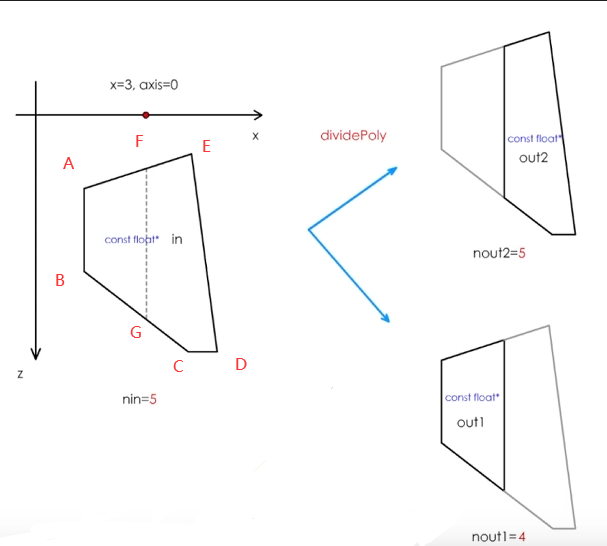 x=3, axis=0
x
F
E
A
const float* in
B
G
C
D
z
nin=5
dividePoly
const float*
out2
nout2=5
const float*
out1
nout1=4